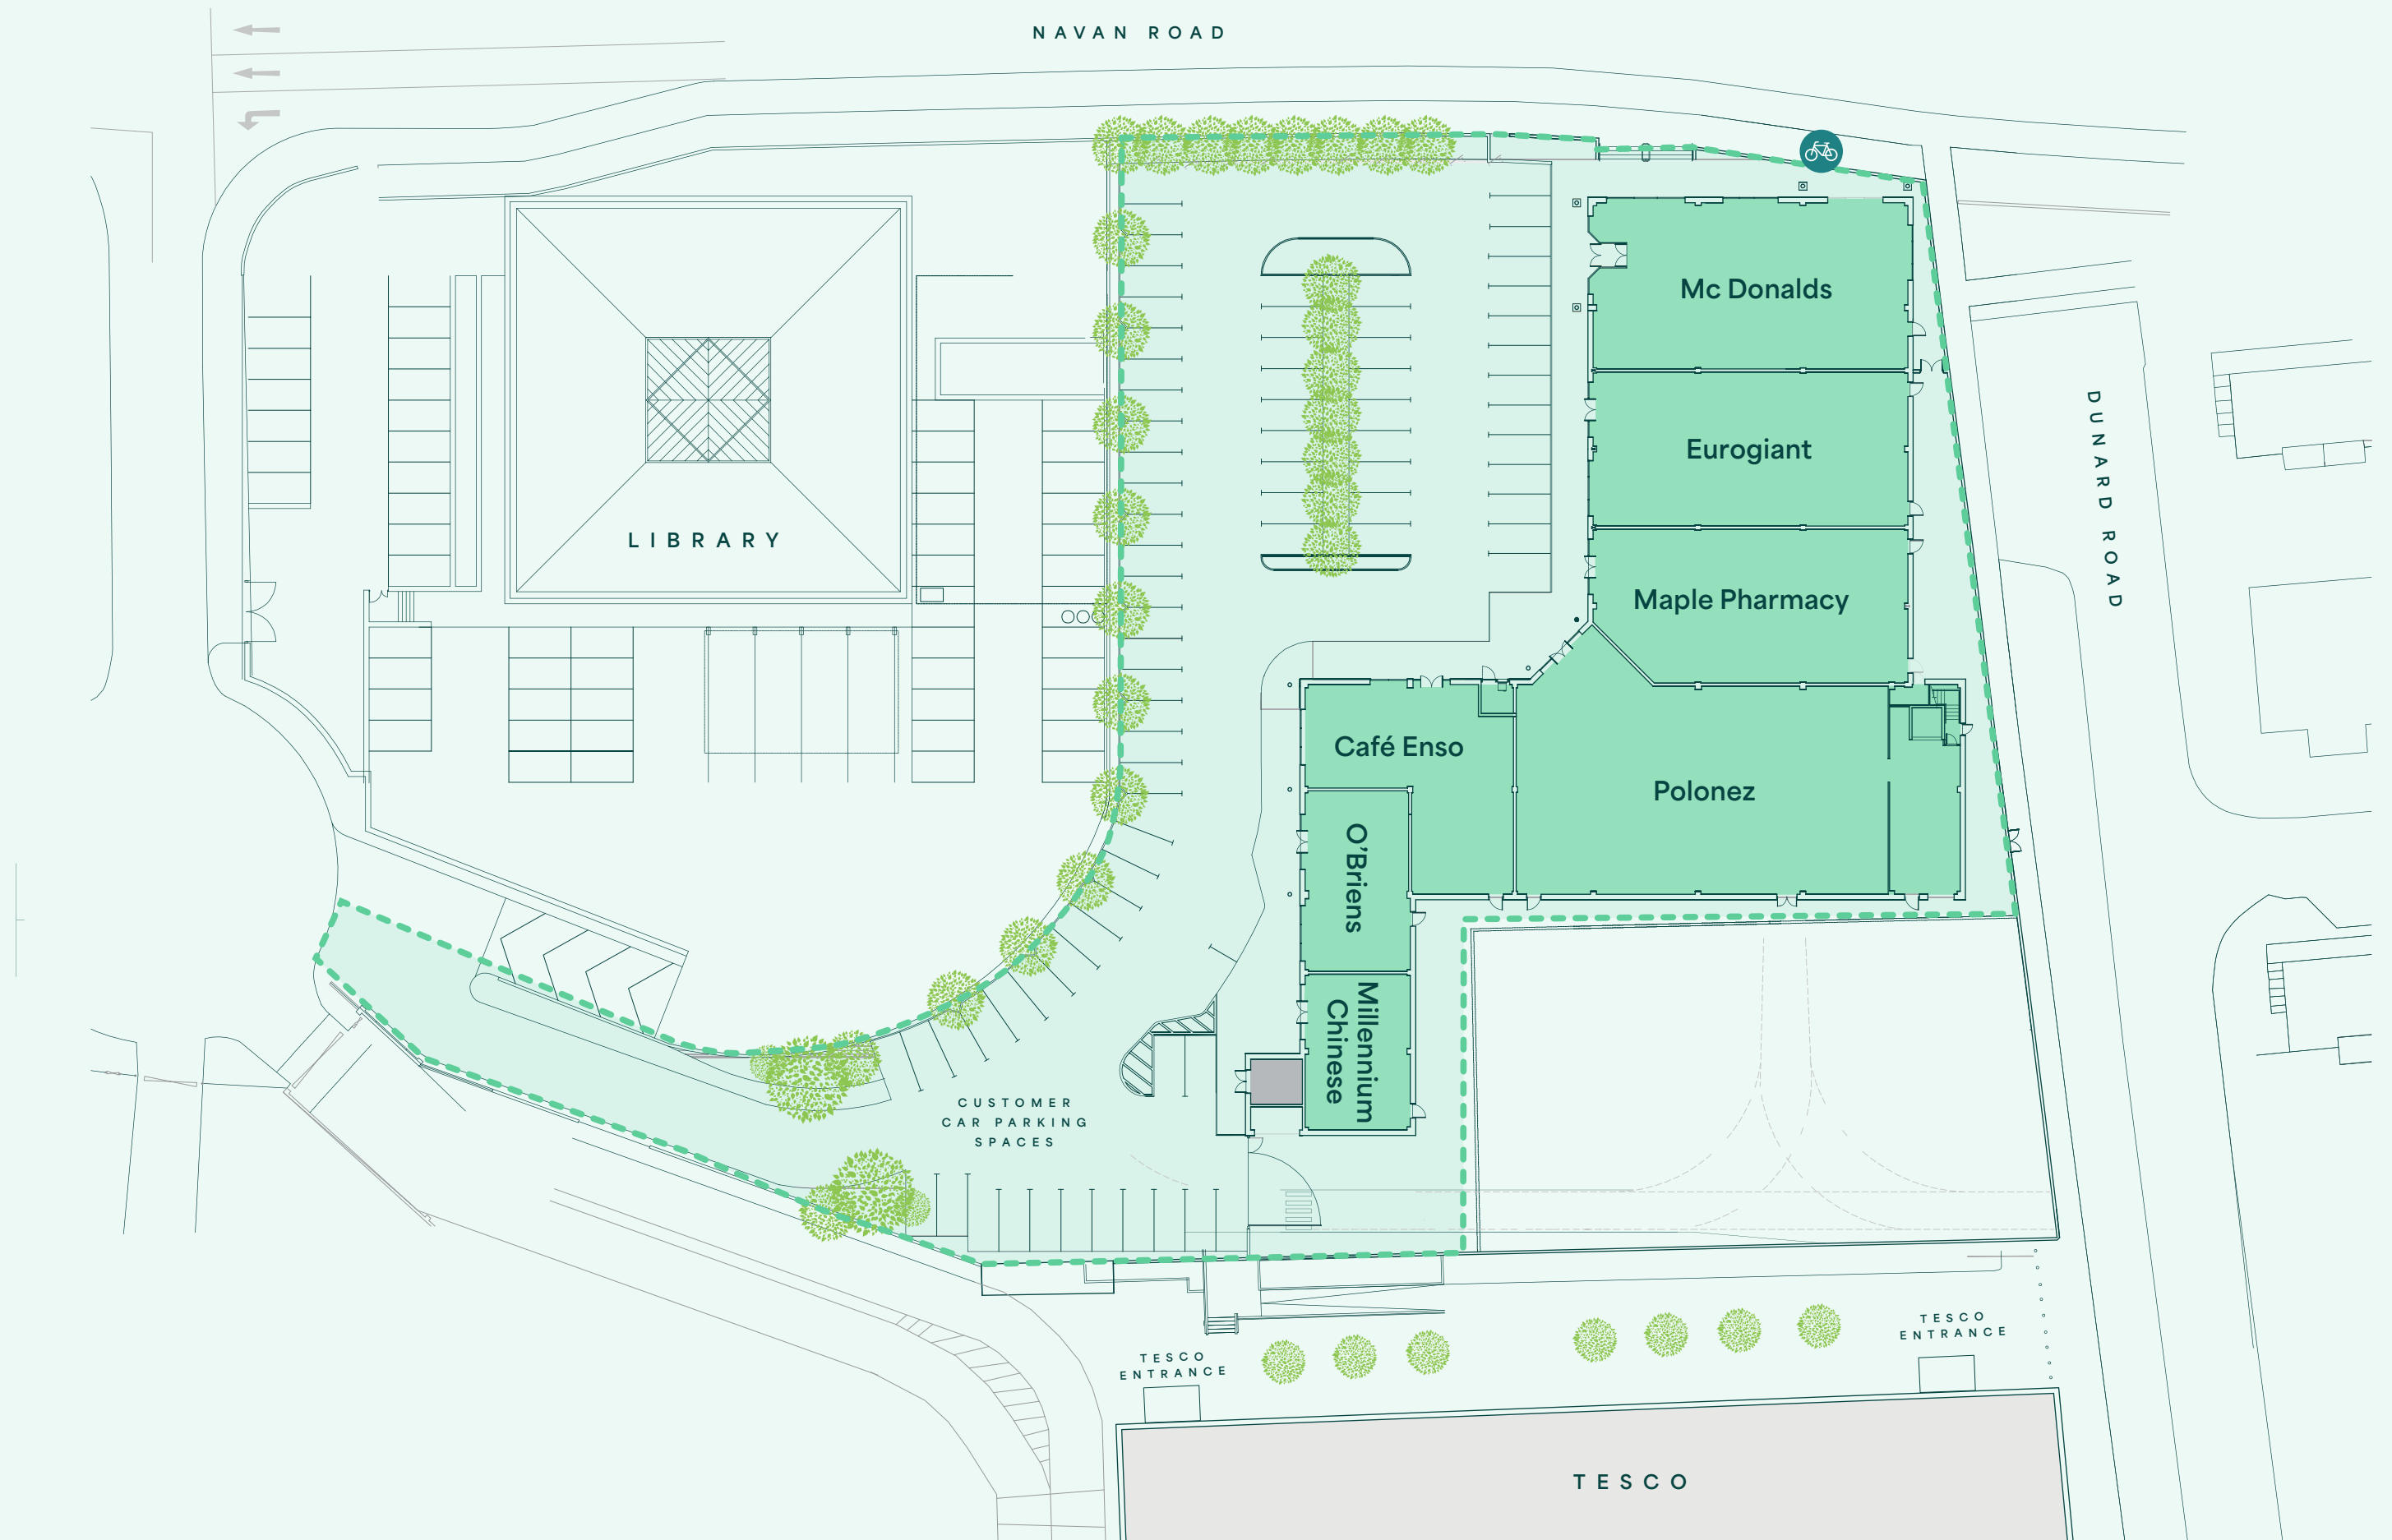 NAVAN ROAD
Mc Donalds
Eurogiant
DUNARD ROAD
LIBRARY
Maple Pharmacy
Café Enso
Polonez
O'Briens
Millennium
Chinese
CUSTOMER
CAR PARKING
SPACES
TESCO
ENTRANCE
TESCO
ENTRANCE
TESCO